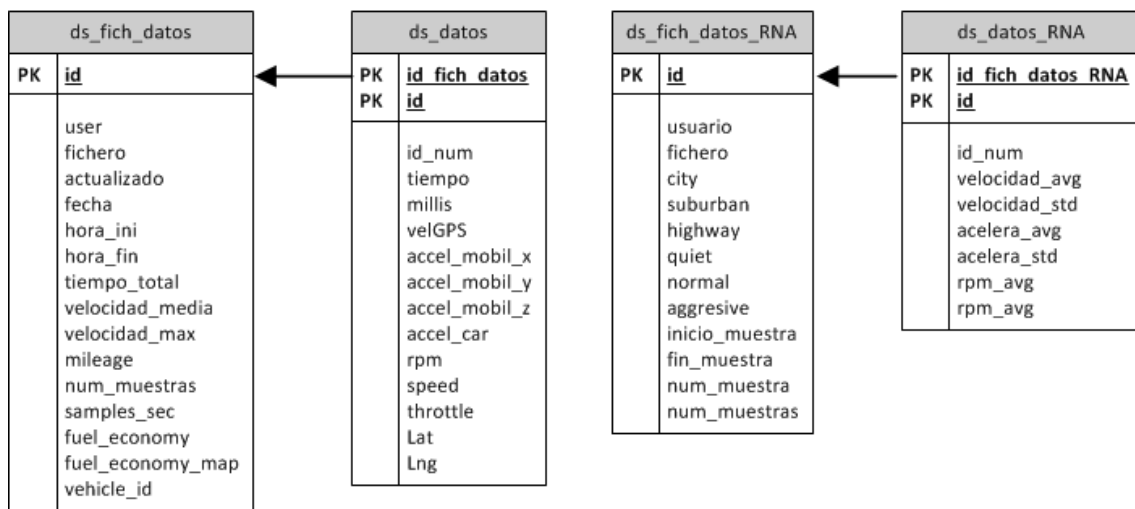 ds_fich_datos
PK id
user
fichero
actualizado
fecha
hora_ini
hora_fin
tiempo_total
velocidad_media
velocidad_max
mileage
num_muestras
samples_sec
fuel_economy
fuel_economy_map
vehicle_id
ds_datos
PK id_fich_datos
PK id
id_num
tiempo
millis
velGPS
accel_mobil_x
accel_mobil_y
accel_mobil_z
accel_car
rpm
speed
throttle
Lat
Lng
ds_fich_datos_RNA
PK id
usuario
fichero
city
suburban
highway
quiet
normal
aggresive
inicio_muestra
fin_muestra
num_muestra
num_muestras
ds_datos_RNA
PK id_fich_datos_RNA
PK id
id_num
velocidad_avg
velocidad_std
acelera_avg
acelera_std
rpm_avg
rpm_avg